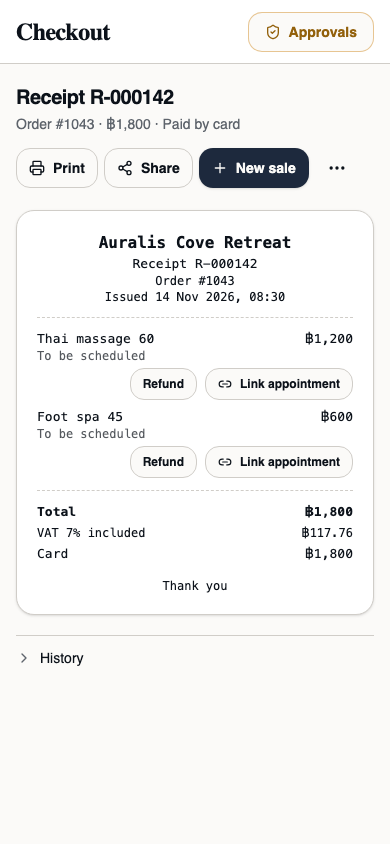 Checkout
Approvals
Receipt R-000142
Order #1043 · ฿1,800 · Paid by card
Print
Share
New sale
Auralis Cove Retreat
Receipt R-000142
Order #1043
Issued 14 Nov 2026, 08:30
Thai massage 60 ฿1,200
To be scheduled
Refund Link appointment
Foot spa 45 ฿600
To be scheduled
Refund Link appointment
Total ฿1,800
VAT 7% included ฿117.76
Card ฿1,800
Thank you
History